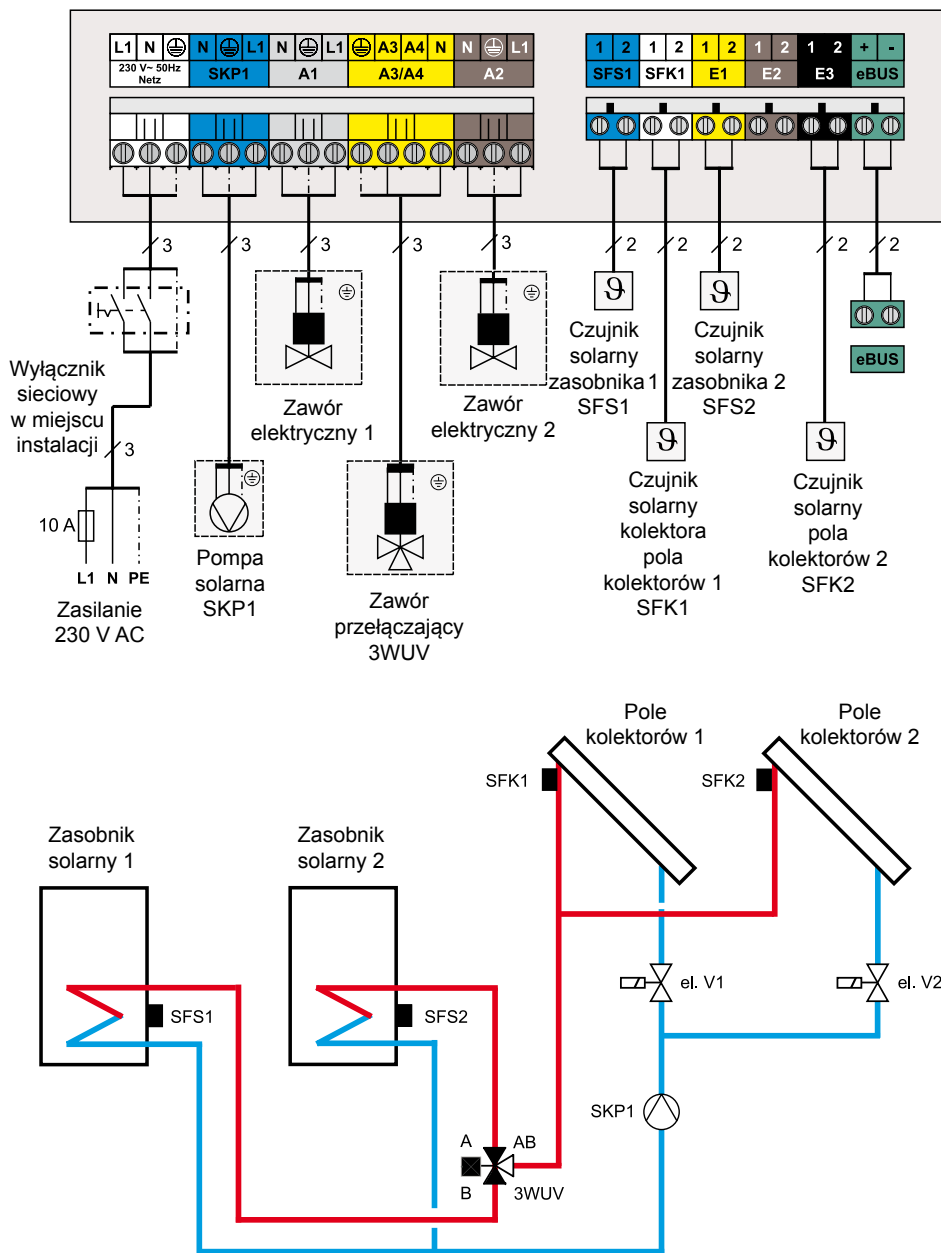 L1 N N L1 N L1 A3 A4 N N L1
230 V~ 50Hz
Netz
SKP1 A1 A3/A4 A2
1 2 1 2 1 2 1 2 1 2 + -
SFS1 SFK1 E1 E2 E3 eBUS
3 3 3 3 3 2 2 2 2
eBUS
Wyłącznik
sieciowy
w miejscu
instalacji
3
10 A
L1 N PE
Zasilanie
230 V AC
Pompa
solarna
SKP1
Zawór
elektryczny 1
Zawór
przełączający
3WUV
Zawór
elektryczny 2
ϑ
Czujnik
solarny
zasobnika 1
SFS1
ϑ
Czujnik
solarny
kolektora
pola
kolektorów 1
SFK1
ϑ
Czujnik
solarny
zasobnika 2
SFS2
ϑ
Czujnik
solarny
pola
kolektorów 2
SFK2
Pole
kolektorów 1
Pole
kolektorów 2
SFK1
SFK2
Zasobnik
solarny 1
Zasobnik
solarny 2
el. V1
el. V2
SFS1
SFS2
SKP1
A AB
B 3WUV